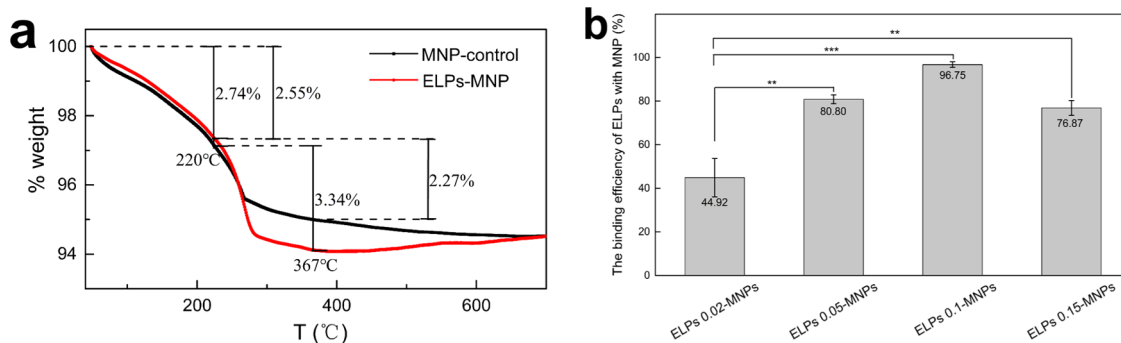 a
100
98
96
94
% weight
200
400
600
T (℃)
MNP-control
ELPs-MNP
2.74%
2.55%
220℃
3.34%
2.27%
367℃
b
The binding efficiency of ELPs with MNP (%)
100
80
60
40
20
0
**
***
**
44.92
80.80
96.75
76.87
ELPs 0.02-MNPs
ELPs 0.05-MNPs
ELPs 0.1-MNPs
ELPs 0.15-MNPs